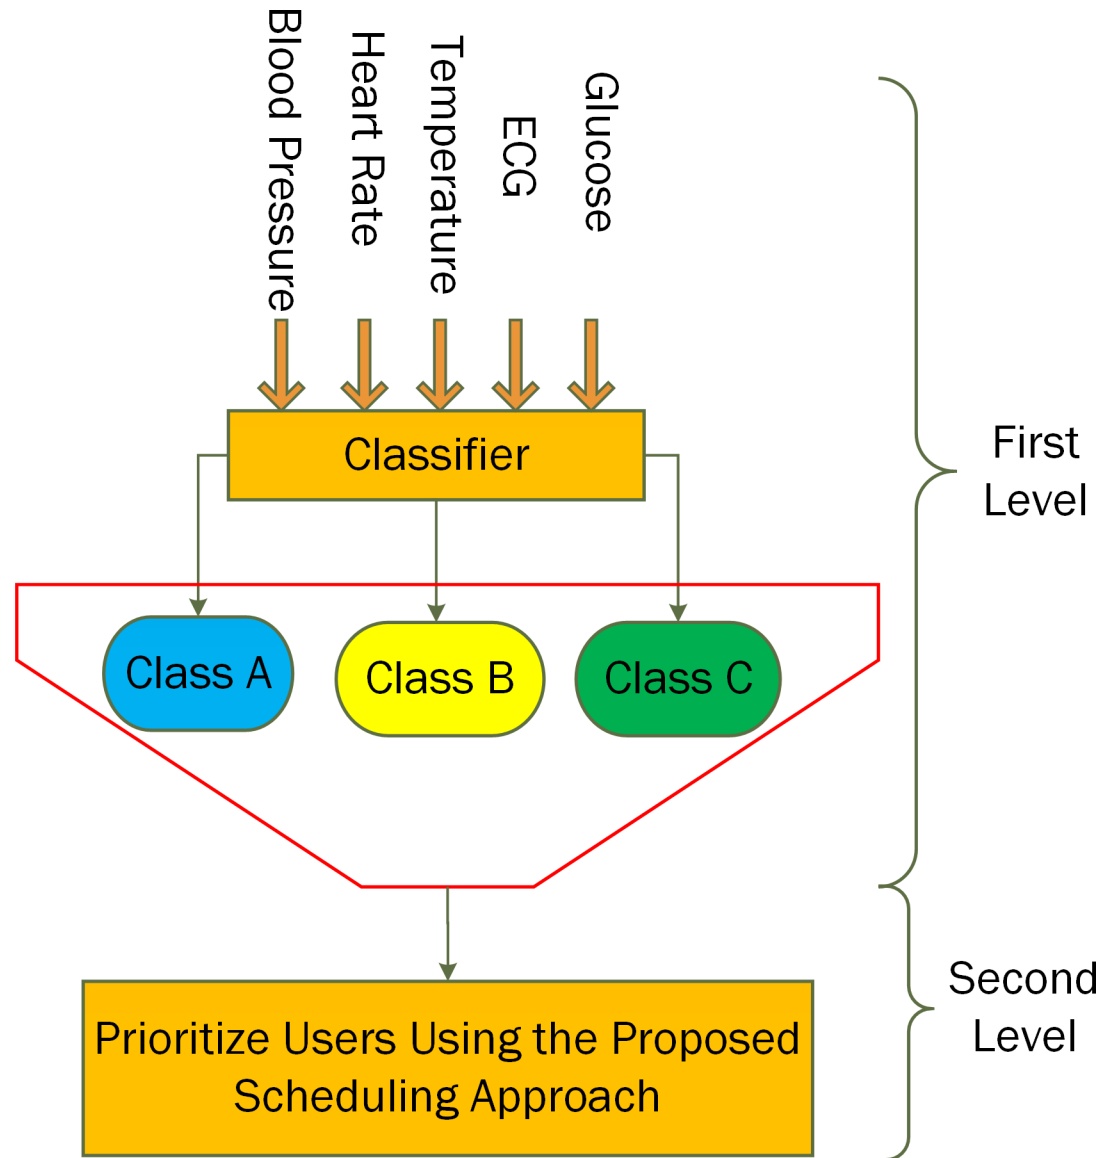 Blood Pressure
Heart Rate
Temperature
ECG
Glucose
Classifier
First
Level
Class A
Class B
Class C
Second
Level
Prioritize Users Using the Proposed
Scheduling Approach